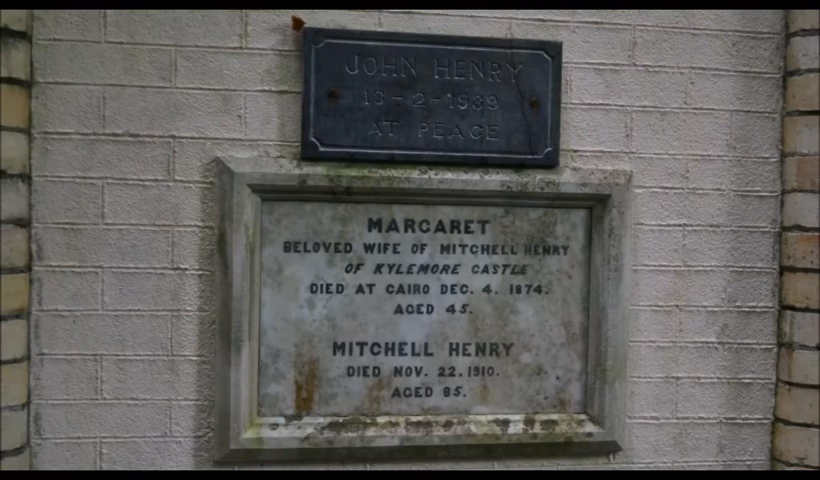 JOHN HENRY
13-2-1989
AT PEACE
MARGARET
BELOVED WIFE OF MITCHELL HENRY
OF KYLEMORE CASTLE
DIED AT CAIRO DEC. 4. 1874.
AGED 45.
MITCHELL HENRY
DIED NOV. 22. 1910.
AGED 85.